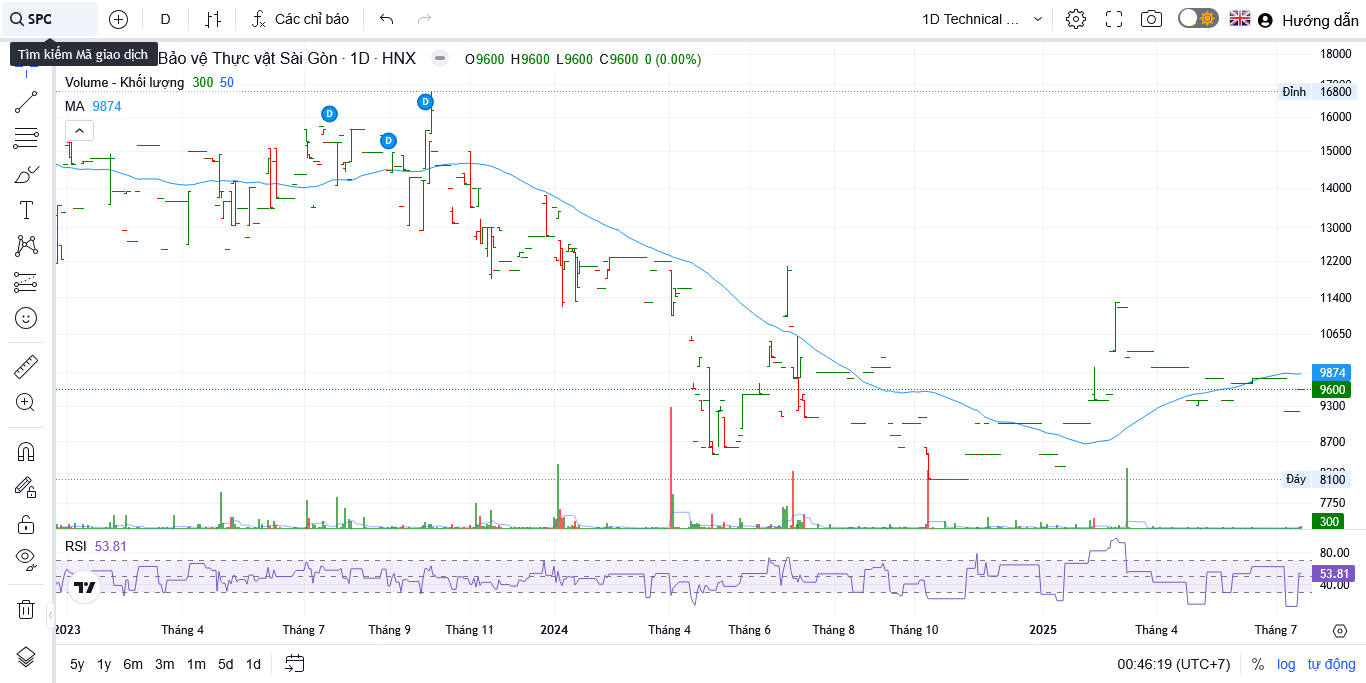 SPC
D
Các chỉ báo
1D Technical ...
Hướng dẫn
Tìm kiếm Mã giao dịch
Bảo vệ Thực vật Sài Gòn · 1D · HNX
O9600 H9600 L9600 C9600 0 (0.00%)
Volume - Khối lượng 300 50
MA 9874
D
D
D
18000
Đỉnh 16800
16000
15000
14000
13000
12200
11400
10650
9874
9600
9300
8700
Đáy 8100
7750
300
RSI 53.81
80.00
53.81
40.00
2023 Tháng 4 Tháng 7 Tháng 9 Tháng 11 2024 Tháng 4 Tháng 6 Tháng 8 Tháng 10 2025 Tháng 4 Tháng 7
5y 1y 6m 3m 1m 5d 1d
00:46:19 (UTC+7) % log tự động